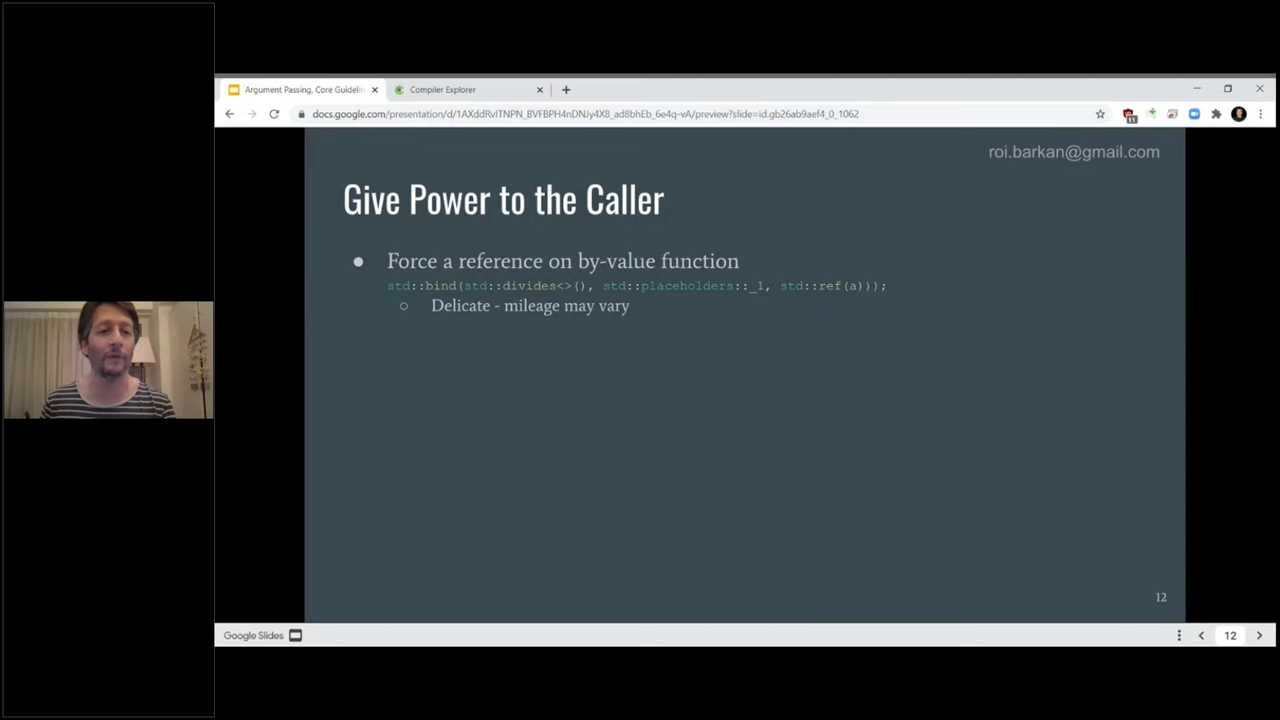 Argument Passing, Core Guidelin
Compiler Explorer
docs.google.com/presentation/d/1AXddRvITNPN_BVFBPH4nDNJy4X8_ad8bhEb_6e4q-vA/preview?slide=id.gb26ab9aef4_0_1062
11
roi.barkan@gmail.com
Give Power to the Caller
● Force a reference on by-value function
std::bind(std::divides<>(), std::placeholders::_1, std::ref(a)));
○ Delicate - mileage may vary
12
Google Slides
12